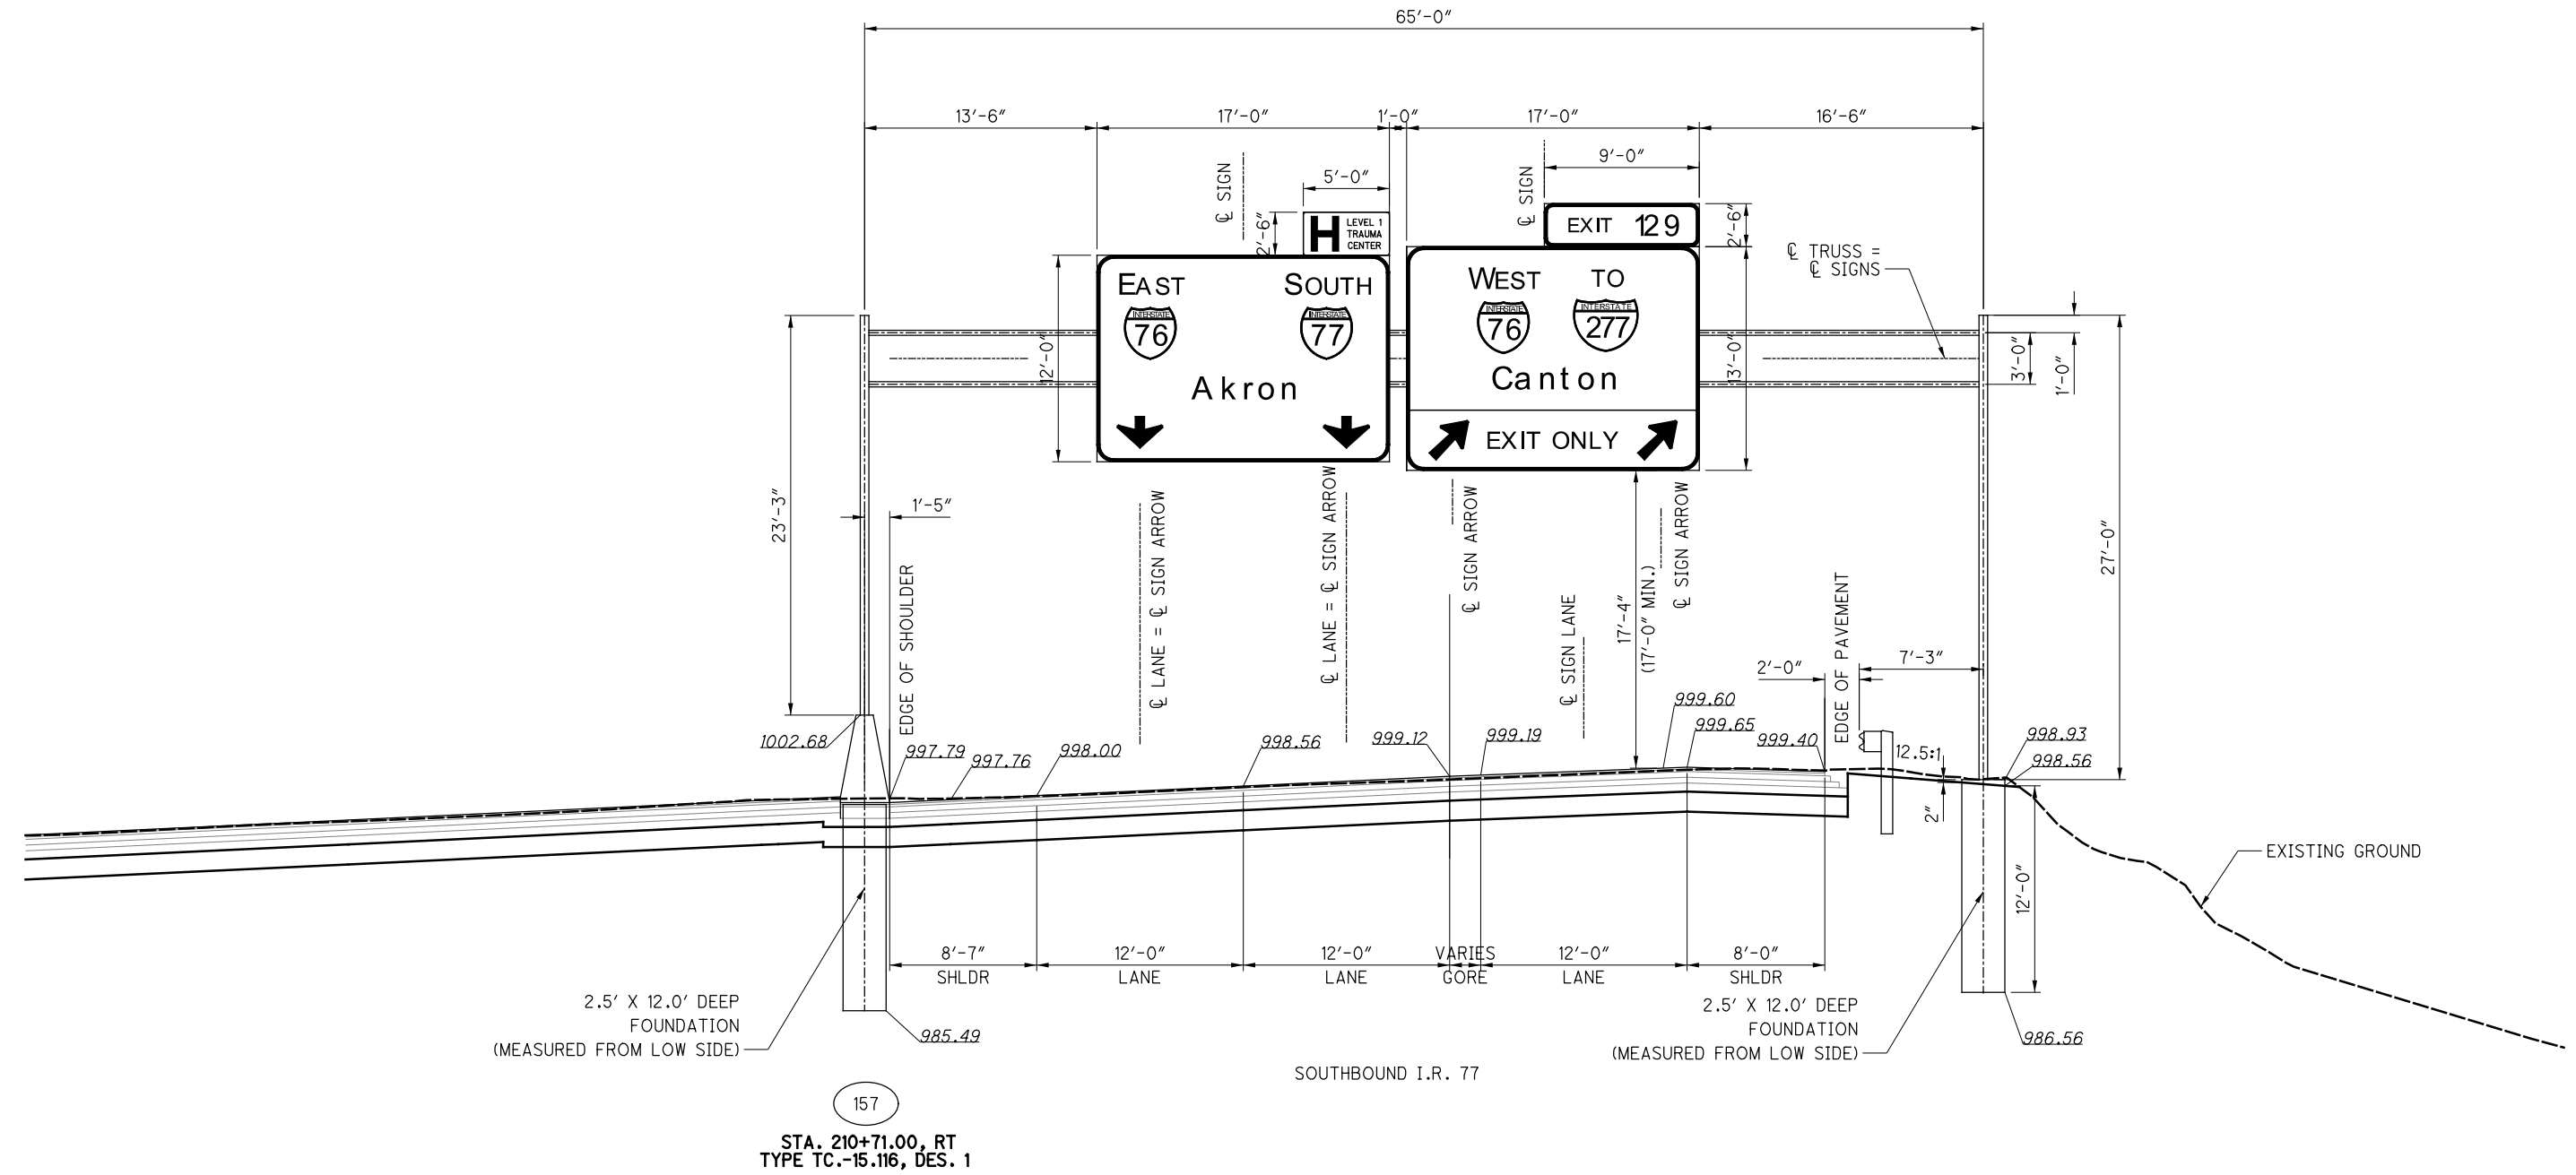 65'-0"
13'-6"
17'-0"
1'-0"
17'-0"
16'-6"
℄ SIGN
5'-0"
2'-6"
H
LEVEL 1
TRAUMA
CENTER
℄ SIGN
9'-0"
EXIT 129
2'-6"
℄ TRUSS =
℄ SIGNS
EAST
SOUTH
INTERSTATE
76
INTERSTATE
77
Akron
12'-0"
WEST
TO
INTERSTATE
76
INTERSTATE
277
Canton
EXIT ONLY
13'-0"
3'-0"
1'-0"
23'-3"
1'-5"
EDGE OF SHOULDER
℄ LANE = ℄ SIGN ARROW
℄ LANE = ℄ SIGN ARROW
℄ SIGN ARROW
℄ SIGN LANE
17'-4"
(17'-0" MIN.)
℄ SIGN ARROW
EDGE OF PAVEMENT
2'-0"
7'-3"
27'-0"
1002.68
997.79
997.76
998.00
998.56
999.12
999.19
999.60
999.65
999.40
12.5:1
998.93
998.56
2"
12'-0"
EXISTING GROUND
8'-7"
SHLDR
12'-0"
LANE
12'-0"
LANE
VARIES
GORE
12'-0"
LANE
8'-0"
SHLDR
2.5' X 12.0' DEEP
FOUNDATION
(MEASURED FROM LOW SIDE)
985.49
2.5' X 12.0' DEEP
FOUNDATION
(MEASURED FROM LOW SIDE)
986.56
SOUTHBOUND I.R. 77
157
STA. 210+71.00, RT
TYPE TC.-15.116, DES. 1